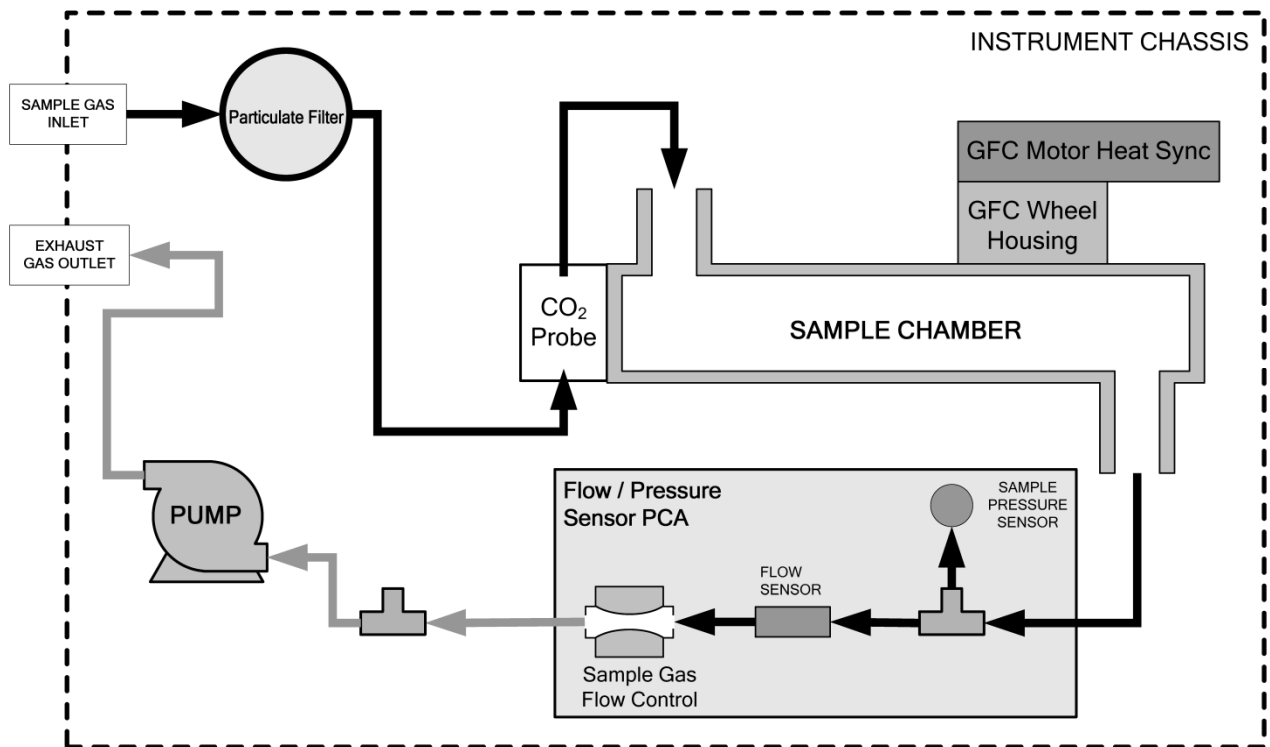 INSTRUMENT CHASSIS
SAMPLE GAS
INLET
Particulate Filter
GFC Motor Heat Sync
GFC Wheel
Housing
EXHAUST
GAS OUTLET
CO₂
Probe
SAMPLE CHAMBER
Flow / Pressure
Sensor PCA
SAMPLE
PRESSURE
SENSOR
PUMP
FLOW
SENSOR
Sample Gas
Flow Control